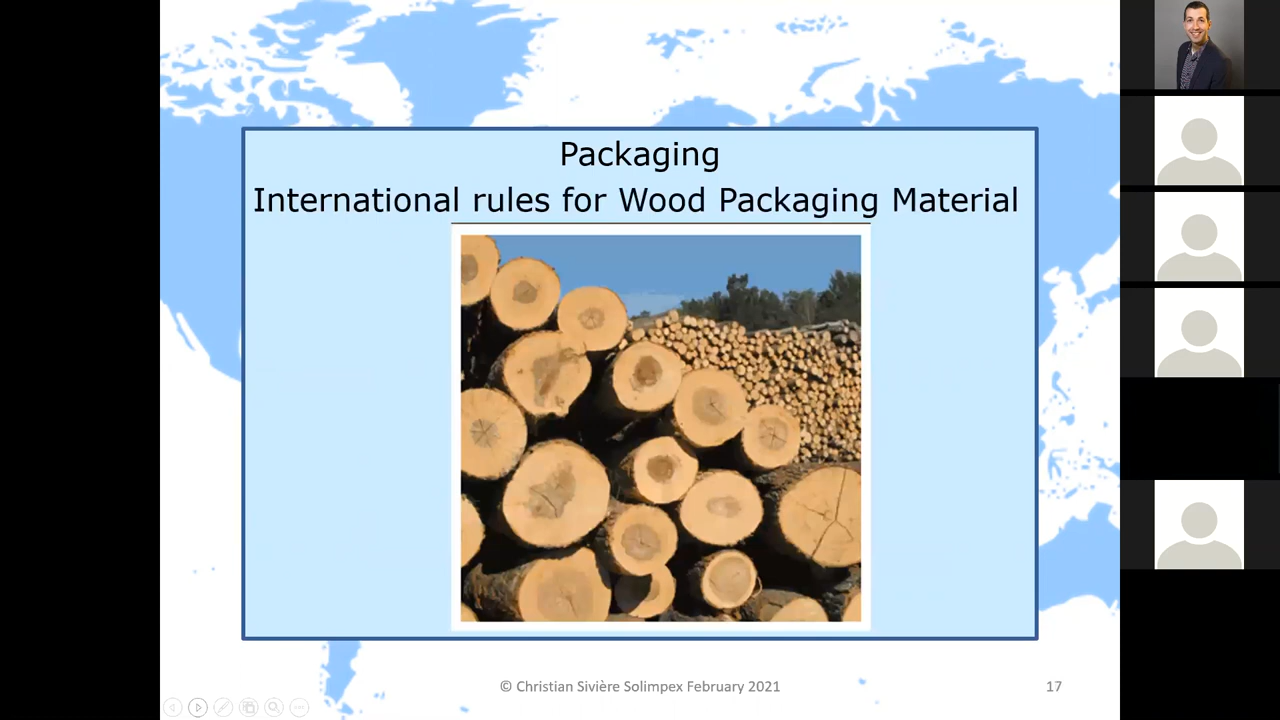 Packaging
International rules for Wood Packaging Material
© Christian Sivière Solimpex February 2021
17